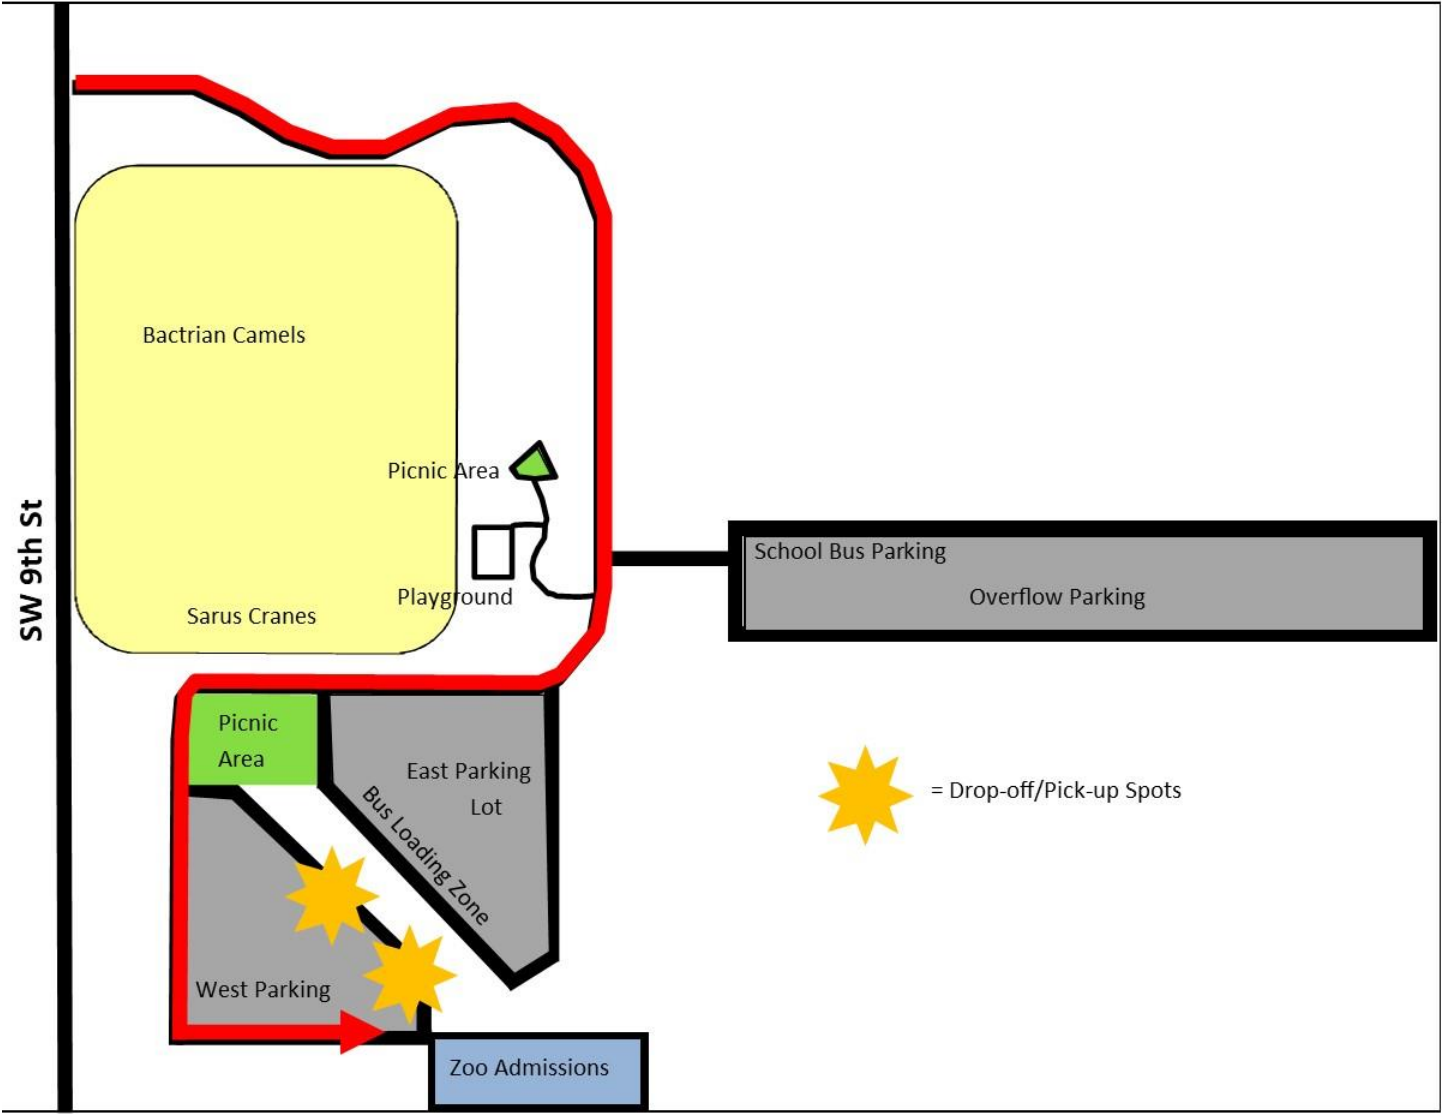 SW 9th St
Bactrian Camels
Picnic Area
Playground
Sarus Cranes
School Bus Parking
Overflow Parking
Picnic
Area
East Parking
Lot
Bus Loading Zone
= Drop-off/Pick-up Spots
West Parking
Zoo Admissions